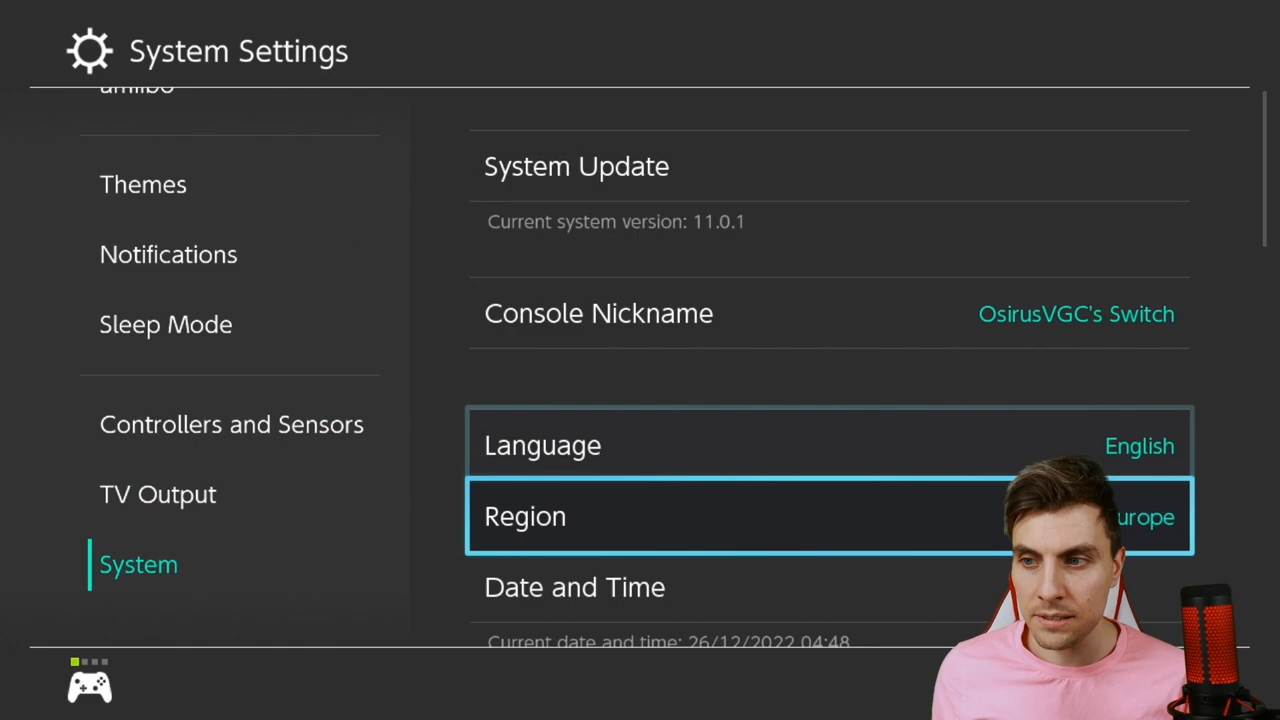 System Settings
amiibo
Themes
Notifications
Sleep Mode
Controllers and Sensors
TV Output
System
System Update
Current system version: 11.0.1
Console Nickname OsirusVGC's Switch
Language English
Region urope
Date and Time
Current date and time: 26/12/2022 04:48